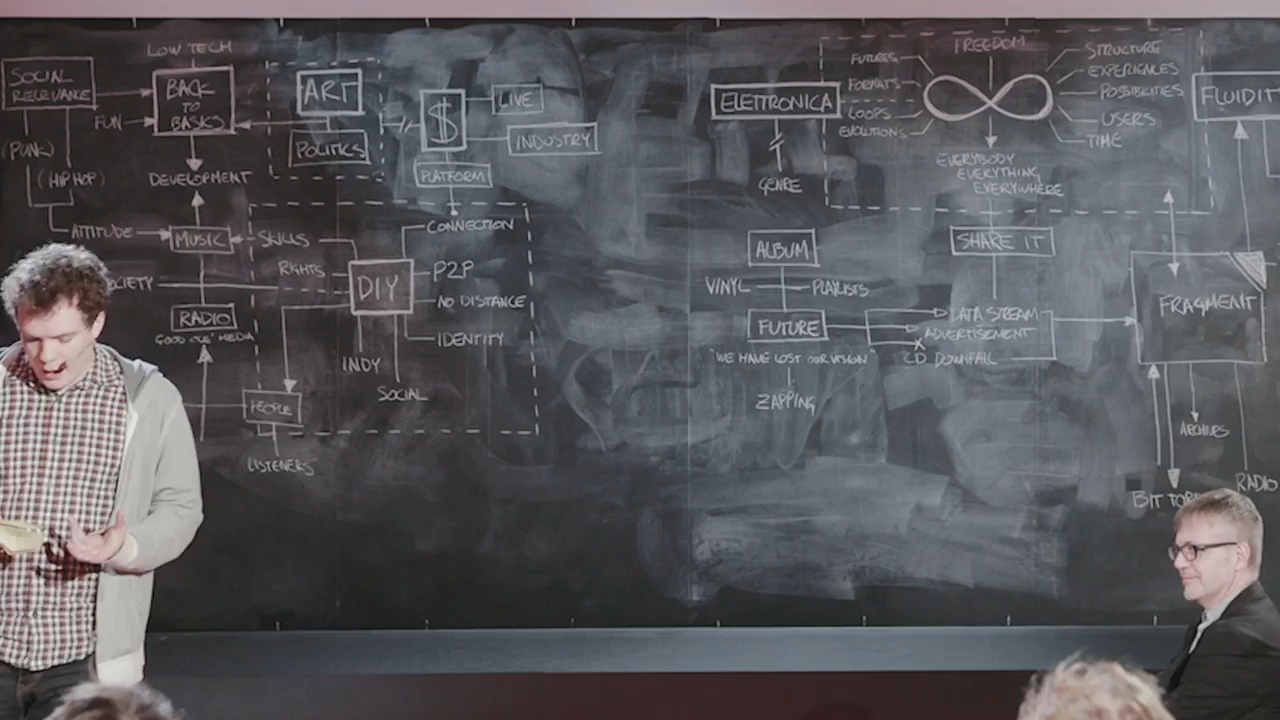 LOW TECH
SOCIAL
RELEVANCE
BACK
TO
BASICS
FUN
(PUNK)
(HIP HOP)
DEVELOPMENT
ATTITUDE
MUSIC
SKILLS
RIGHTS
RADIO
GOOD OLE' MEDIA
PEOPLE
LISTENERS
ART
POLITICS
$
LIVE
INDUSTRY
PLATFORM
CONNECTION
DIY
P2P
NO DISTANCE
IDENTITY
INDY
SOCIAL
ELETTRONICA
GENRE
FUTURES
FORMATS
LOOPS
EVOLUTIONS
FREEDOM
STRUCTURE
EXPERIENCES
POSSIBILITIES
USERS
TIME
EVERYBODY
EVERYTHING
EVERYWHERE
SHARE IT
ALBUM
VINYL
PLAYLISTS
FUTURE
"WE HAVE LOST OUR VISION"
ZAPPING
DATA STREAM
ADVERTISEMENT
CD DOWNFALL
FRAGMENT
ARCHIVES
BIT TOR
RADIO